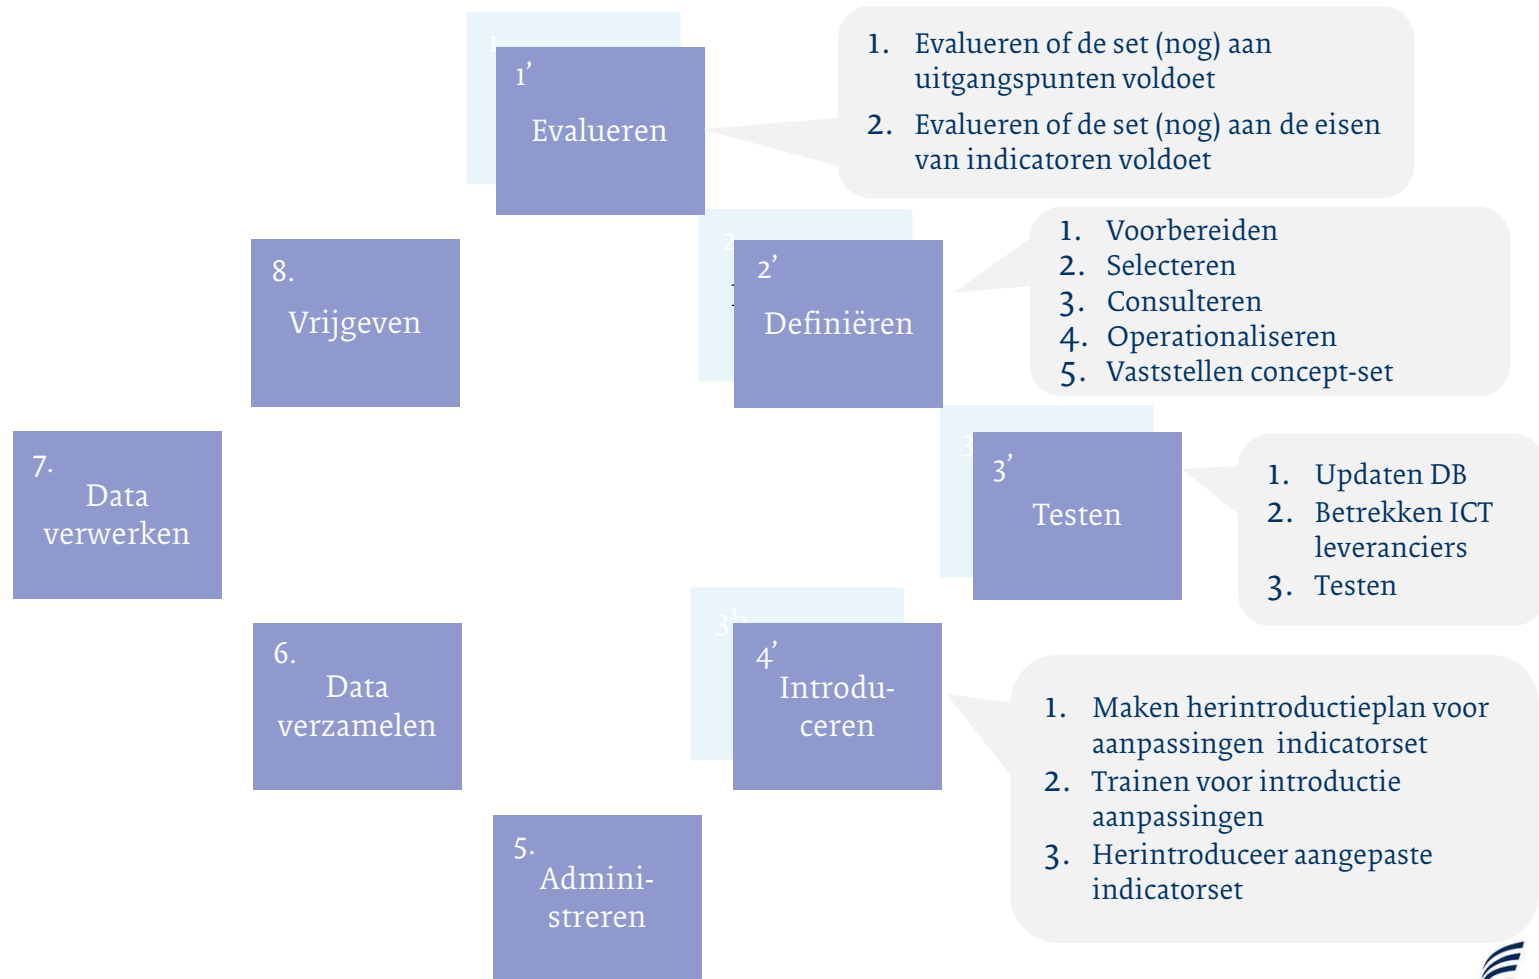 1
1’
Evalueren
1. Evalueren of de set (nog) aan
uitgangspunten voldoet
2. Evalueren of de set (nog) aan de eisen
van indicatoren voldoet
2
2’
Definiëren
1. Voorbereiden
2. Selecteren
3. Consulteren
4. Operationaliseren
5. Vaststellen concept-set
8.
Vrijgeven
3
3’
Testen
1. Updaten DB
2. Betrekken ICT
leveranciers
3. Testen
7.
Data
verwerken
3b
4’
Introdu-
ceren
1. Maken herintroductieplan voor
aanpassingen indicatorset
2. Trainen voor introductie
aanpassingen
3. Herintroduceer aangepaste
indicatorset
6.
Data
verzamelen
5.
Admini-
streren